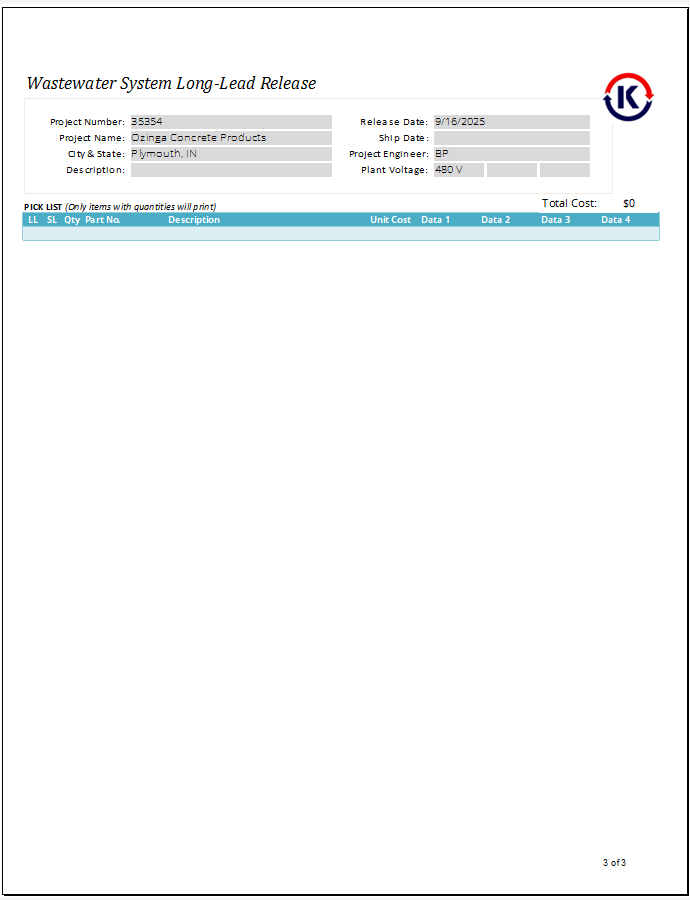 Wastewater System Long-Lead Release
K
Project Number: 35354 Release Date: 9/16/2025
Project Name: Ozinga Concrete Products Ship Date:
City & State: Plymouth, IN Project Engineer: BP
Description: Plant Voltage: 480 V
PICK LIST (Only items with quantities will print) Total Cost: $0
LL SL Qty Part No. Description Unit Cost Data 1 Data 2 Data 3 Data 4
3 of 3